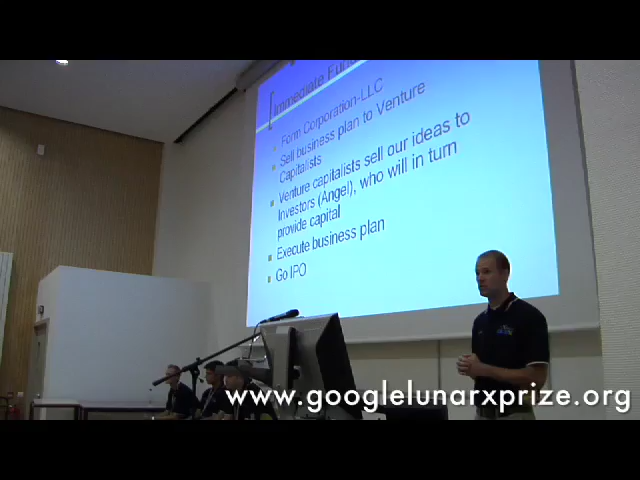 Immediate
Form Corporation-LLC
Sell business plan to Venture
Capitalists
Venture capitalists sell our ideas to
Investors (Angel), who will in turn
provide capital
Execute business plan
Go IPO
www.googlelunarxprize.org